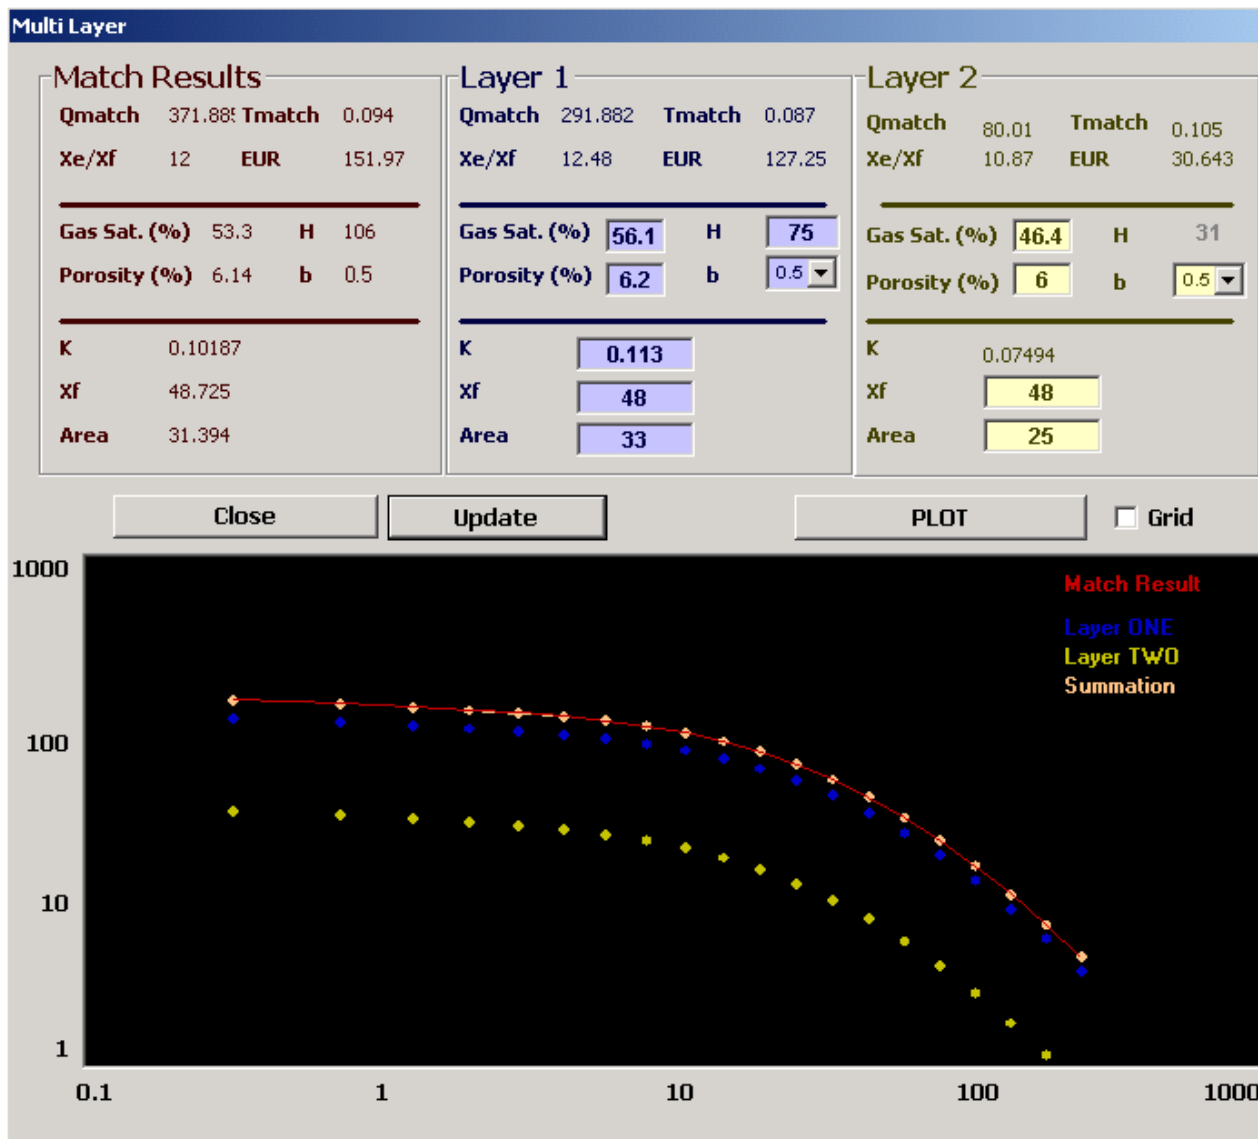 Multi Layer
Match Results
Qmatch 371.885 Tmatch 0.094
Xe/Xf 12 EUR 151.97
Gas Sat. (%) 53.3 H 106
Porosity (%) 6.14 b 0.5
K 0.10187
Xf 48.725
Area 31.394
Layer 1
Qmatch 291.882 Tmatch 0.087
Xe/Xf 12.48 EUR 127.25
Gas Sat. (%) 56.1 H 75
Porosity (%) 6.2 b 0.5
K 0.113
Xf 48
Area 33
Layer 2
Qmatch 80.01 Tmatch 0.105
Xe/Xf 10.87 EUR 30.643
Gas Sat. (%) 46.4 H 31
Porosity (%) 6 b 0.5
K 0.07494
Xf 48
Area 25
Close Update PLOT Grid
1000
100
10
1
Match Result
Layer ONE
Layer TWO
Summation
0.1 1 10 100 1000